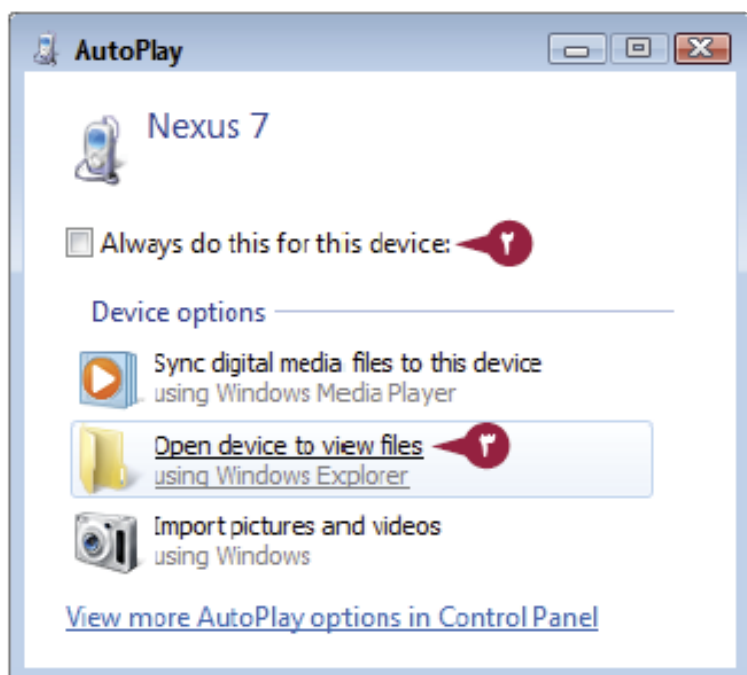 AutoPlay
Nexus 7
Always do this for this device: ۲
Device options
Sync digital media files to this device
using Windows Media Player
Open device to view files ۳
using Windows Explorer
Import pictures and videos
using Windows
View more AutoPlay options in Control Panel